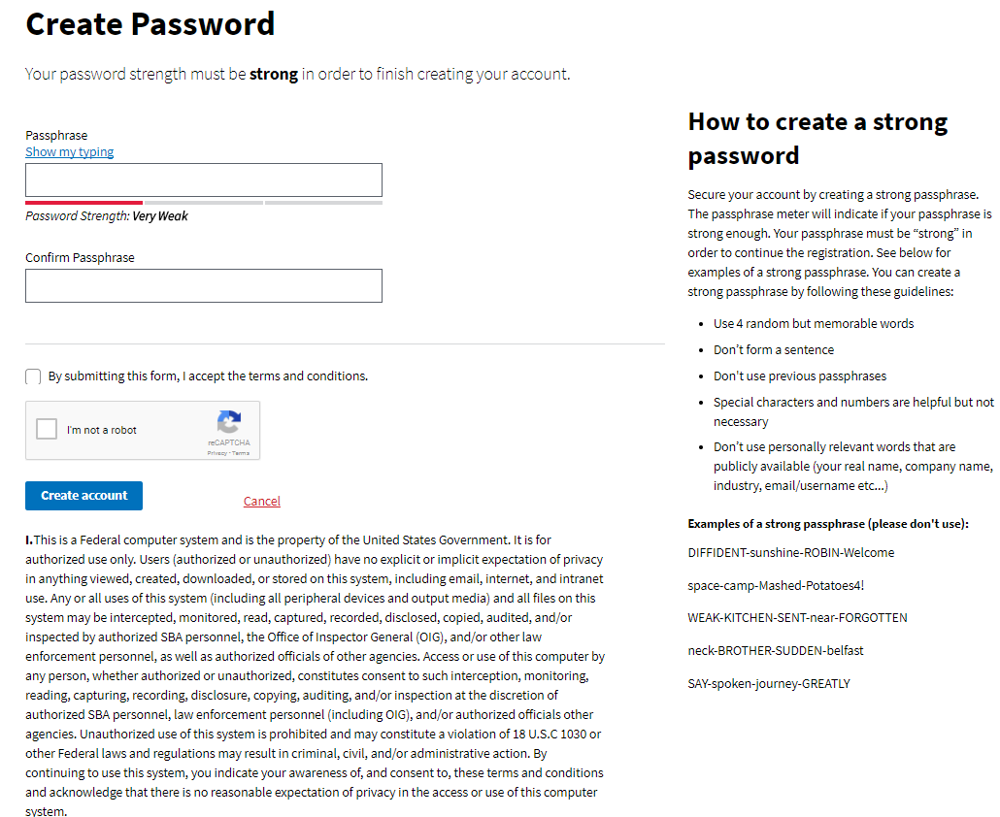 Create Password
Your password strength must be strong in order to finish creating your account.
Passphrase
Show my typing
Password Strength: Very Weak
Confirm Passphrase
By submitting this form, I accept the terms and conditions.
I'm not a robot
reCAPTCHA
Privacy - Terms
Create account
Cancel
I.This is a Federal computer system and is the property of the United States Government. It is for
authorized use only. Users (authorized or unauthorized) have no explicit or implicit expectation of privacy
in anything viewed, created, downloaded, or stored on this system, including email, internet, and intranet
use. Any or all uses of this system (including all peripheral devices and output media) and all files on this
system may be intercepted, monitored, read, captured, recorded, disclosed, copied, audited, and/or
inspected by authorized SBA personnel, the Office of Inspector General (OIG), and/or other law
enforcement personnel, as well as authorized officials of other agencies. Access or use of this computer by
any person, whether authorized or unauthorized, constitutes consent to such interception, monitoring,
reading, capturing, recording, disclosure, copying, auditing, and/or inspection at the discretion of
authorized SBA personnel, law enforcement personnel (including OIG), and/or authorized officials other
agencies. Unauthorized use of this system is prohibited and may constitute a violation of 18 U.S.C 1030 or
other Federal laws and regulations may result in criminal, civil, and/or administrative action. By
continuing to use this system, you indicate your awareness of, and consent to, these terms and conditions
and acknowledge that there is no reasonable expectation of privacy in the access or use of this computer
system.
How to create a strong
password
Secure your account by creating a strong passphrase.
The passphrase meter will indicate if your passphrase is
strong enough. Your passphrase must be “strong” in
order to continue the registration. See below for
examples of a strong passphrase. You can create a
strong passphrase by following these guidelines:
• Use 4 random but memorable words
• Don’t form a sentence
• Don't use previous passphrases
• Special characters and numbers are helpful but not
necessary
• Don’t use personally relevant words that are
publicly available (your real name, company name,
industry, email/username etc...)
Examples of a strong passphrase (please don't use):
DIFFIDENT-sunshine-ROBIN-Welcome
space-camp-Mashed-Potatoes4!
WEAK-KITCHEN-SENT-near-FORGOTTEN
neck-BROTHER-SUDDEN-belfast
SAY-spoken-journey-GREATLY